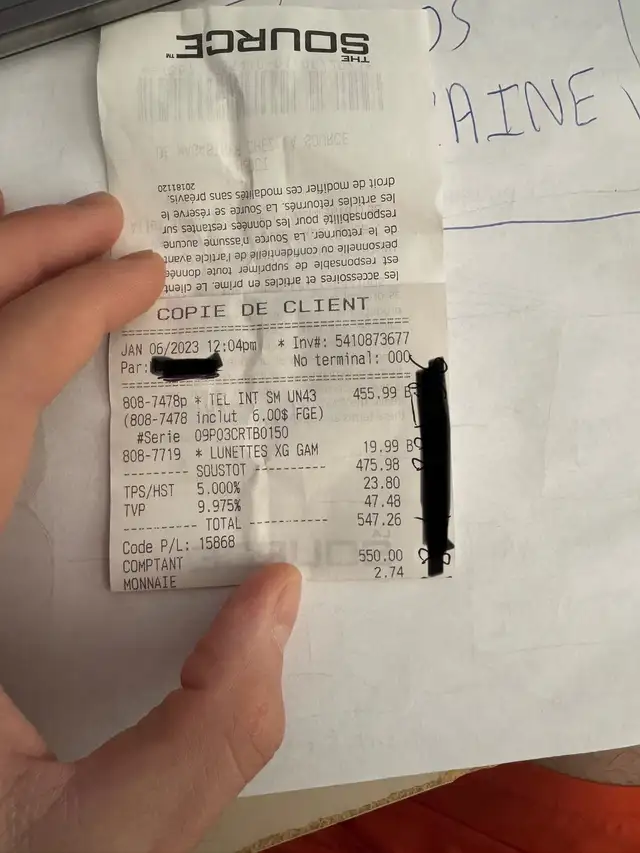 THE SOURCE™
les accessoires et articles en prime. Le client
est responsable de supprimer toute donnée
personnelle ou confidentielle de l'article avant
de le retourner. La Source n'assume aucune
responsabilité pour les données restantes sur
les articles retournés. La Source se réserve le
droit de modifier ces modalités sans préavis.
20181120
COPIE DE CLIENT
JAN 06/2023 12:04pm * Inv#: 5410873677
Par: No terminal: 000
808-7478p * TEL INT SM UN43 455.99 B
(808-7478 inclut 6.00$ FGE)
#Serie 09P03CRTB0150
808-7719 * LUNETTES XG GAM 19.99 B
---------- SOUSTOT ---------- 475.98
TPS/HST 5.000% 23.80
TVP 9.975% 47.48
---------- TOTAL ---------- 547.26
Code P/L: 15868
COMPTANT 550.00
MONNAIE 2.74
AINE